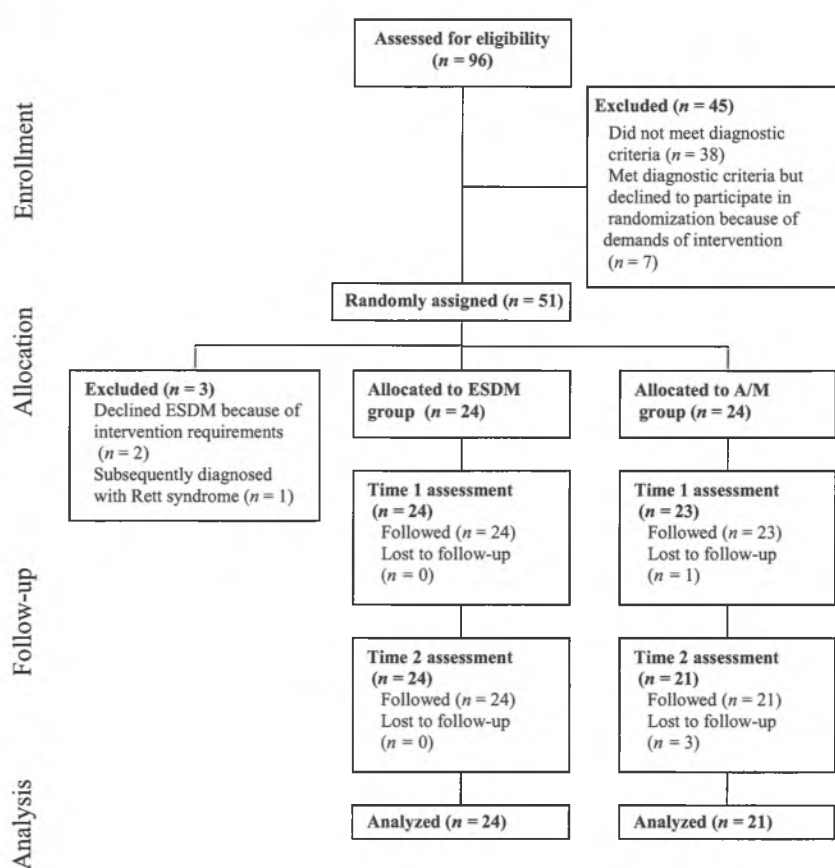 Assessed for eligibility
(n = 96)
Enrollment
Excluded (n = 45)
Did not meet diagnostic
criteria (n = 38)
Met diagnostic criteria but
declined to participate in
randomization because of
demands of intervention
(n = 7)
Randomly assigned (n = 51)
Allocation
Excluded (n = 3)
Declined ESDM because of
intervention requirements
(n = 2)
Subsequently diagnosed
with Rett syndrome (n = 1)
Allocated to ESDM
group (n = 24)
Allocated to A/M
group (n = 24)
Follow-up
Time 1 assessment
(n = 24)
Followed (n = 24)
Lost to follow-up
(n = 0)
Time 1 assessment
(n = 23)
Followed (n = 23)
Lost to follow-up
(n = 1)
Time 2 assessment
(n = 24)
Followed (n = 24)
Lost to follow-up
(n = 0)
Time 2 assessment
(n = 21)
Followed (n = 21)
Lost to follow-up
(n = 3)
Analysis
Analyzed (n = 24)
Analyzed (n = 21)